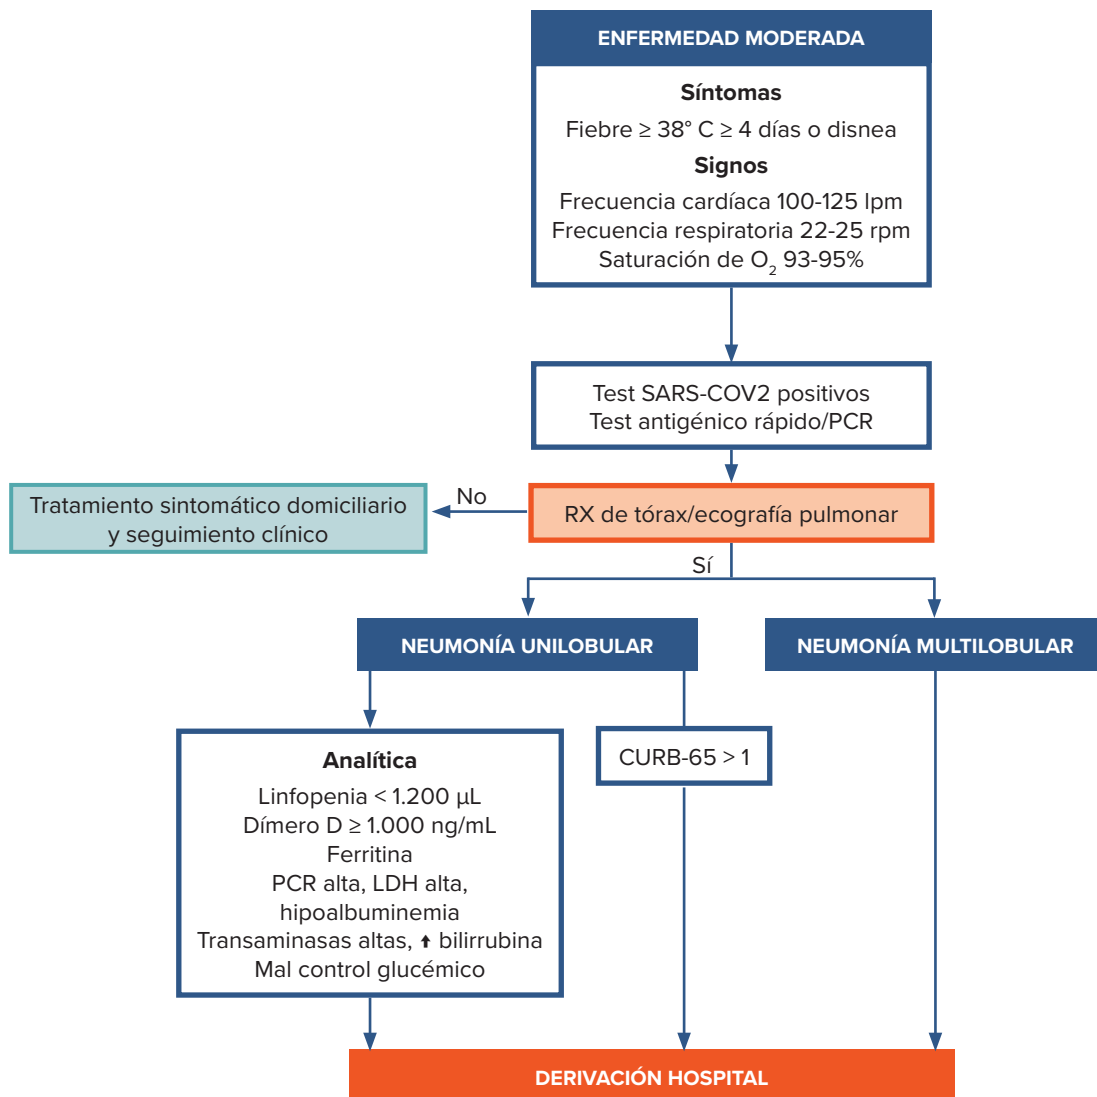 ENFERMEDAD MODERADA
Síntomas
Fiebre ≥ 38° C ≥ 4 días o disnea
Signos
Frecuencia cardíaca 100-125 lpm
Frecuencia respiratoria 22-25 rpm
Saturación de O₂ 93-95%
Test SARS-COV2 positivos
Test antigénico rápido/PCR
No
Tratamiento sintomático domiciliario
y seguimiento clínico
RX de tórax/ecografía pulmonar
Sí
NEUMONÍA UNILOBULAR
NEUMONÍA MULTILOBULAR
Analítica
Linfopenia < 1.200 µL
Dímero D ≥ 1.000 ng/mL
Ferritina
PCR alta, LDH alta,
hipoalbuminemia
Transaminasas altas, ⬆ bilirrubina
Mal control glucémico
CURB-65 > 1
DERIVACIÓN HOSPITAL